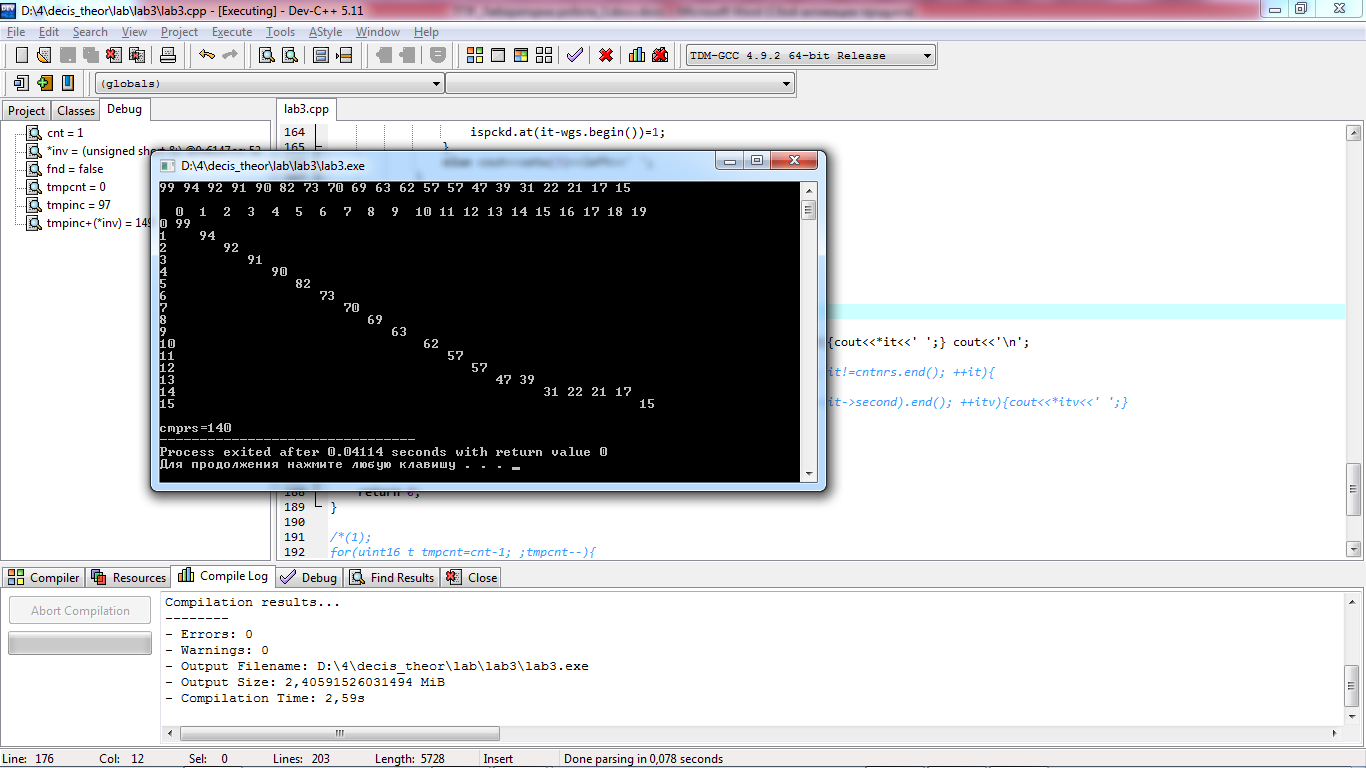 D:\4\decis_theor\lab\lab3\lab3.cpp - [Executing] - Dev-C++ 5.11
File Edit Search View Project Execute Tools AStyle Window Help
TDM-GCC 4.9.2 64-bit Release
(globals)
Project Classes Debug
lab3.cpp
cnt = 1
*inv = (unsigned short &)
fnd = false
tmpcnt = 0
tmpinc = 97
tmpinc+(*inv) = 149
164 ispckd.at(it-wgs.begin())=1;
165 }
D:\4\decis_theor\lab\lab3\lab3.exe
99 94 92 91 90 82 73 70 69 63 62 57 57 47 39 31 22 21 17 15
0 1 2 3 4 5 6 7 8 9 10 11 12 13 14 15 16 17 18 19
0 99
1 94
2 92
3 91
4 90
5 82
6 73
7 70
8 69
9 63
10 62
11 57
12 57
13 47 39
14 31 22 21 17
15 15
cmprs=140
--------------------------------
Process exited after 0.04114 seconds with return value 0
Для продолжения нажмите любую клавишу . . .
{cout<<*it<<' ';} cout<<'\n';
it!=cntnrs.end(); ++it){
it->second).end(); ++itv){cout<<*itv<<' ';}
188 return 0;
189 }
190
191 /*(1);
192 for(uint16_t tmpcnt=cnt-1; ;tmpcnt--){
Compiler Resources Compile Log Debug Find Results Close
Abort Compilation
Compilation results...
--------
- Errors: 0
- Warnings: 0
- Output Filename: D:\4\decis_theor\lab\lab3\lab3.exe
- Output Size: 2,40591526031494 MiB
- Compilation Time: 2,59s
Line: 176 Col: 12 Sel: 0 Lines: 203 Length: 5728 Insert Done parsing in 0,078 seconds